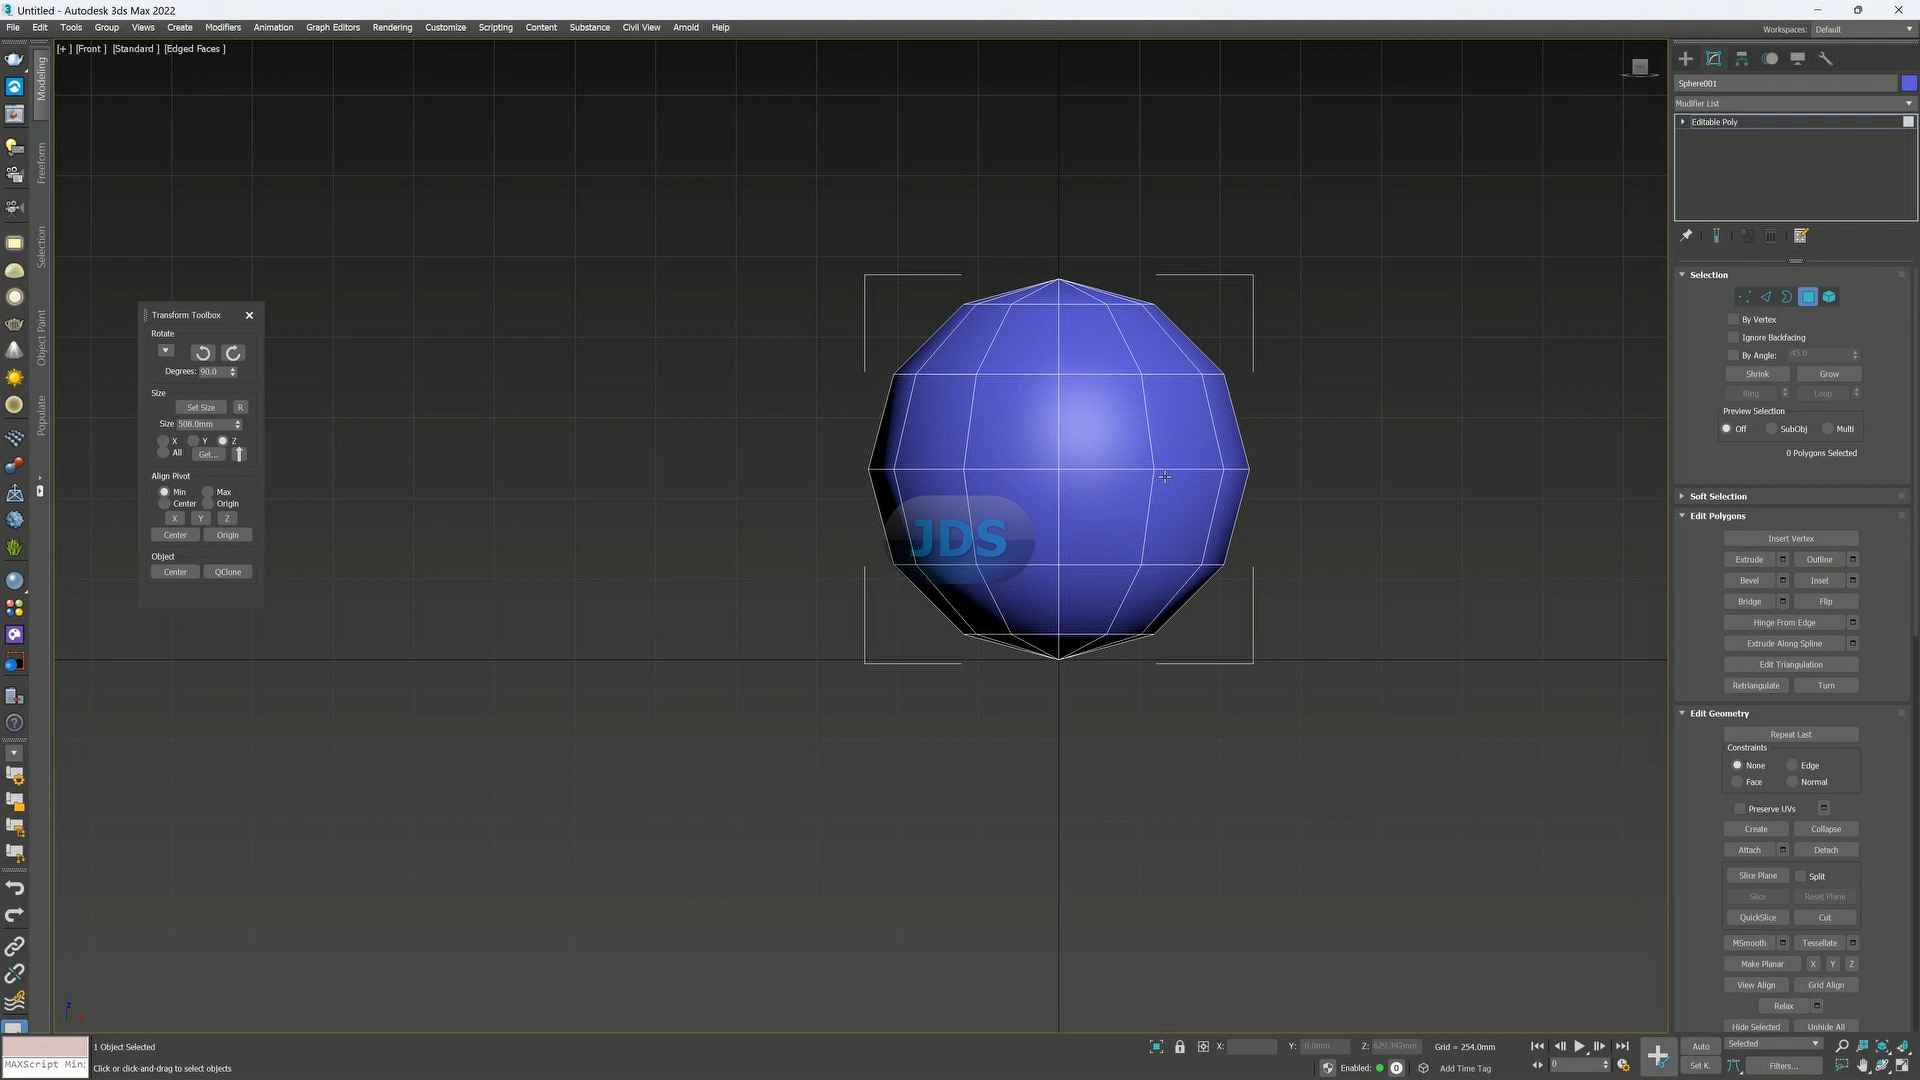 Untitled - Autodesk 3ds Max 2022
File Edit Tools Group Views Create Modifiers Animation Graph Editors Rendering Customize Scripting Content Substance Civil View Arnold Help
Workspaces: Default
[+ ] [Front ] [Standard ] [Edged Faces ]
Modeling
Freeform
Selection
Object Paint
Populate
Transform Toolbox
Rotate
Degrees: 90.0
Size
Set Size R
Size 508.0mm
X Y Z
All Get...
Align Pivot
Min Max
Center Origin
X Y Z
Center Origin
Object
Center QClone
JDS
Sphere001
Modifier List
Editable Poly
Selection
By Vertex
Ignore Backfacing
By Angle: 45.0
Shrink Grow
Ring Loop
Preview Selection
Off SubObj Multi
0 Polygons Selected
Soft Selection
Edit Polygons
Insert Vertex
Extrude Outline
Bevel Inset
Bridge Flip
Hinge From Edge
Extrude Along Spline
Edit Triangulation
Retriangulate Turn
Edit Geometry
Repeat Last
Constraints
None Edge
Face Normal
Preserve UVs
Create Collapse
Attach Detach
Slice Plane Split
Slice Reset Plane
QuickSlice Cut
MSmooth Tessellate
Make Planar X Y Z
View Align Grid Align
Relax
Hide Selected Unhide All
z
MAXScript Min:
1 Object Selected
Click or click-and-drag to select objects
X: Y: -0.0mm Z: 629.342mm Grid = 254.0mm
Enabled: 0 Add Time Tag
0
Auto Selected
Set K. Filters...